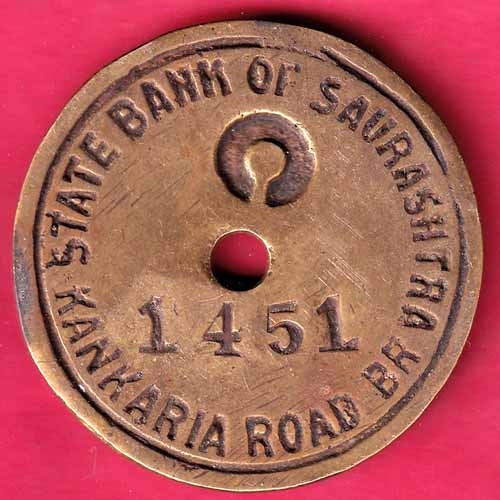 STATE BANK OF SAURASHTRA
1451
KANKARIA ROAD BR